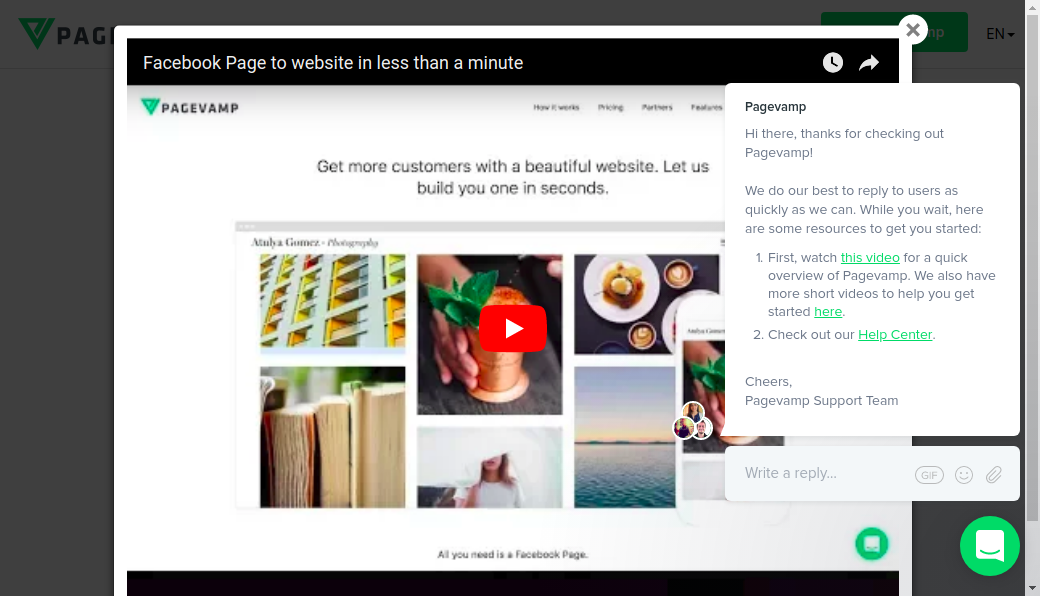 PAGE
mp
EN
Facebook Page to website in less than a minute
PAGEVAMP
How it works Pricing Partners Features
Get more customers with a beautiful website. Let us
build you one in seconds.
Atulya Gomez - Photography
All you need is a Facebook Page.
Pagevamp
Hi there, thanks for checking out
Pagevamp!
We do our best to reply to users as
quickly as we can. While you wait, here
are some resources to get you started:
1. First, watch this video for a quick
overview of Pagevamp. We also have
more short videos to help you get
started here.
2. Check out our Help Center.
Cheers,
Pagevamp Support Team
Write a reply...
GIF